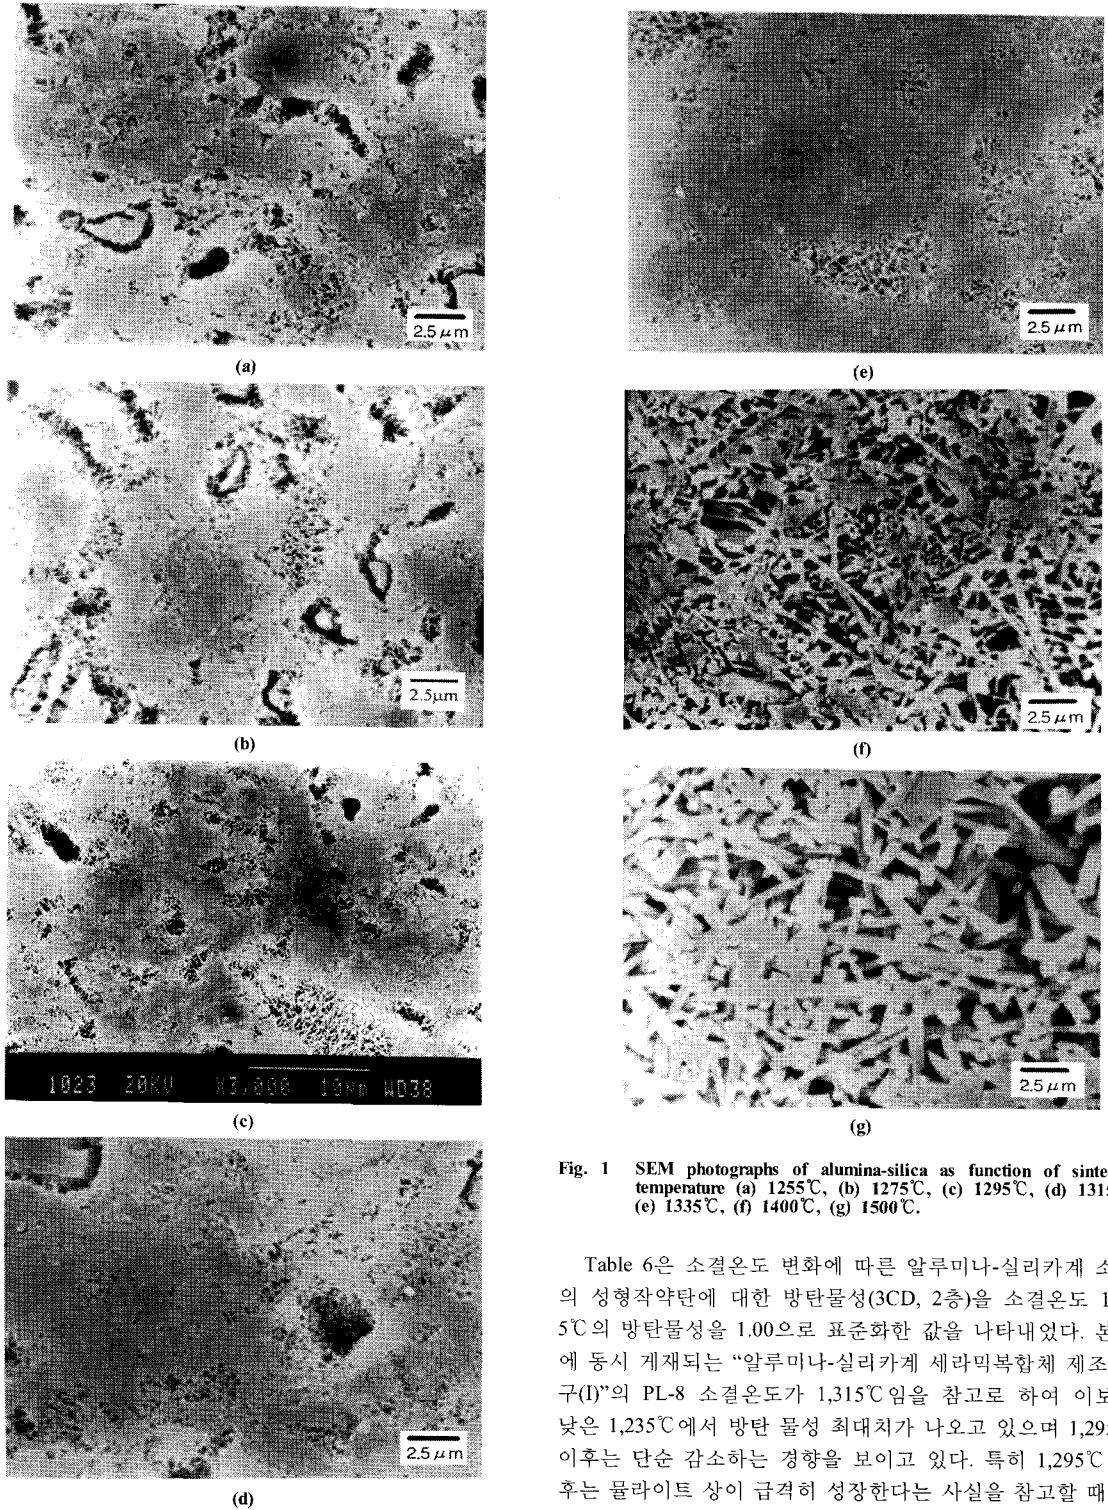 2.5 μm
(a)
2.5μm
(b)
1023 20KV X3,000 10μm WD38
(c)
2.5 μm
(d)
2.5 μm
(e)
2.5 μm
(f)
2.5 μm
(g)
Fig. 1 SEM photographs of alumina-silica as function of sinte
temperature (a) 1255℃, (b) 1275℃, (c) 1295℃, (d) 1315
(e) 1335℃, (f) 1400℃, (g) 1500℃.
Table 6은 소결온도 변화에 따른 알루미나-실리카계 소
의 성형작약탄에 대한 방탄물성(3CD, 2층)을 소결온도 1
5℃의 방탄물성을 1.00으로 표준화한 값을 나타내었다. 본
에 동시 게재되는 “알루미나-실리카계 세라믹복합체 제조
구(I)”의 PL-8 소결온도가 1,315℃임을 참고로 하여 이보
낮은 1,235℃에서 방탄 물성 최대치가 나오고 있으며 1,29
이후는 단순 감소하는 경향을 보이고 있다. 특히 1,295℃
후는 뮬라이트 상이 급격히 성장한다는 사실을 참고할 때